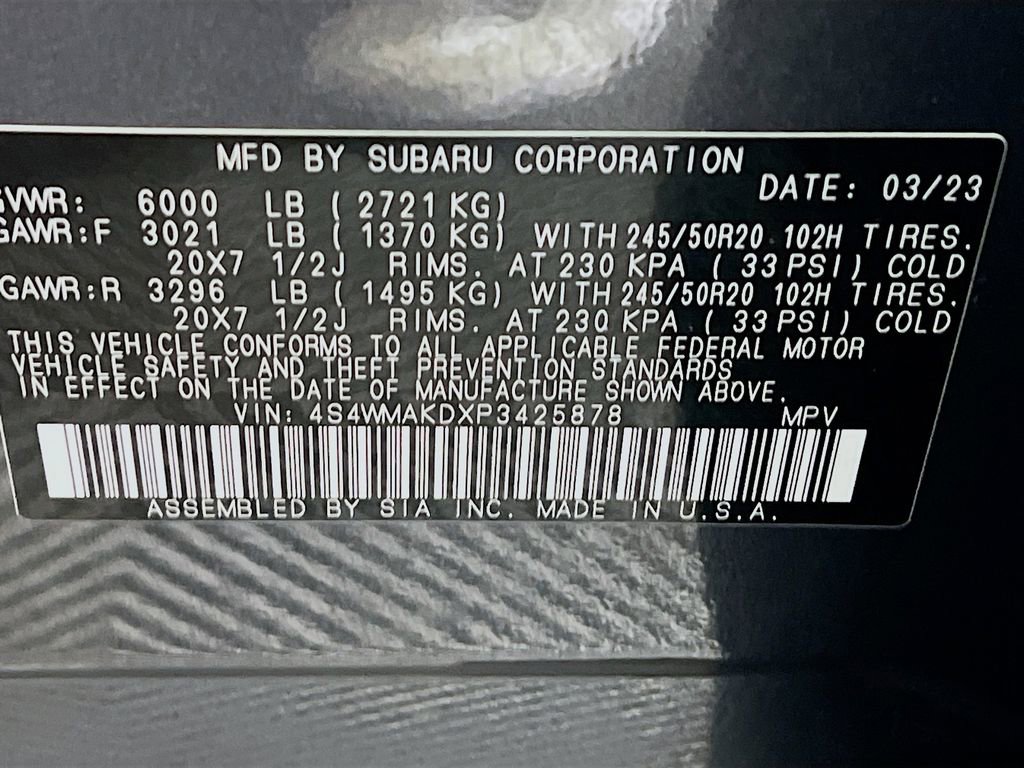 MFD BY SUBARU CORPORATION
DATE: 03/23
GVWR: 6000 LB ( 2721 KG)
GAWR:F 3021 LB ( 1370 KG) WITH 245/50R20 102H TIRES.
20X7 1/2J RIMS. AT 230 KPA ( 33 PSI) COLD
GAWR:R 3296 LB ( 1495 KG) WITH 245/50R20 102H TIRES.
20X7 1/2J RIMS. AT 230 KPA ( 33 PSI) COLD
THIS VEHICLE CONFORMS TO ALL APPLICABLE FEDERAL MOTOR
VEHICLE SAFETY AND THEFT PREVENTION STANDARDS
IN EFFECT ON THE DATE OF MANUFACTURE SHOWN ABOVE.
VIN: 4S4WMAKDXP3425878 MPV
ASSEMBLED BY SIA INC. MADE IN U.S.A.